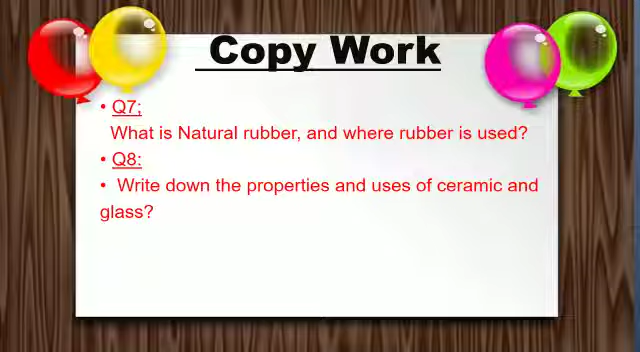 Copy Work
• Q7;
What is Natural rubber, and where rubber is used?
• Q8:
• Write down the properties and uses of ceramic and
glass?